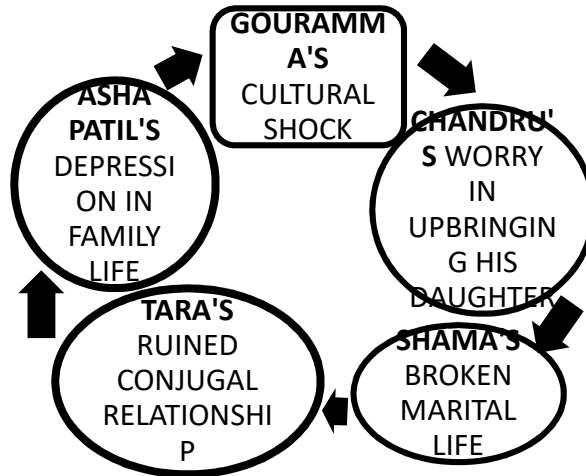 GOURAMM
A'S
CULTURAL
SHOCK
CHANDRU'
S WORRY
IN
UPBRINGIN
G HIS
DAUGHTER
SHAMA'S
BROKEN
MARITAL
LIFE
TARA'S
RUINED
CONJUGAL
RELATIONSHI
P
ASHA
PATIL'S
DEPRESSI
ON IN
FAMILY
LIFE